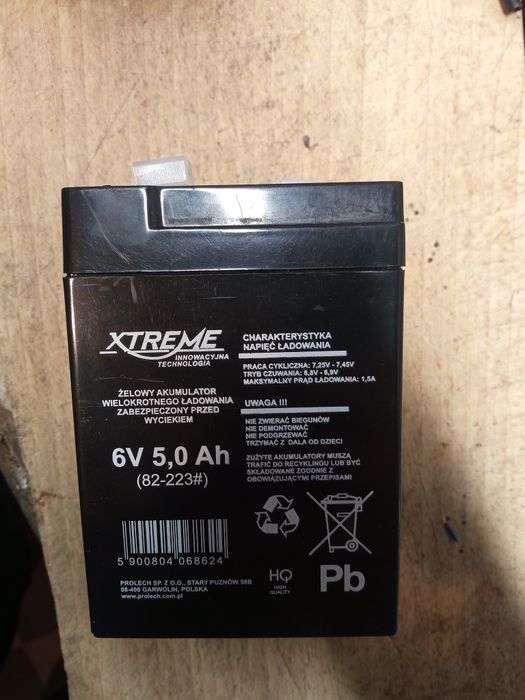 XTREME
INNOWACYJNA
TECHNOLOGIA
ŻELOWY AKUMULATOR
WIELOKROTNEGO ŁADOWANIA
ZABEZPIECZONY PRZED
WYCIEKIEM
6V 5,0 Ah
(82-223#)
5 900804 068624
PROLECH SP. Z O.O., STARY PUZNÓW 58B
08-400 GARWOLIN, POLSKA
www.prolech.com.pl
CHARAKTERYSTYKA
NAPIĘĆ ŁADOWANIA
PRACA CYKLICZNA: 7,25V - 7,45V
TRYB CZUWANIA: 6,8V - 6,9V
MAKSYMALNY PRĄD ŁADOWANIA: 1,5A
UWAGA !!!
NIE ZWIERAĆ BIEGUNÓW
NIE DEMONTOWAĆ
NIE PODGRZEWAĆ
TRZYMAĆ Z DALA OD DZIECI
ZUŻYTE AKUMULATORY MUSZĄ
TRAFIĆ DO RECYKLINGU LUB BYĆ
SKŁADOWANE ZGODNIE Z
OBOWIĄZUJĄCYMI PRZEPISAMI
HQ
HIGH
QUALITY
Pb